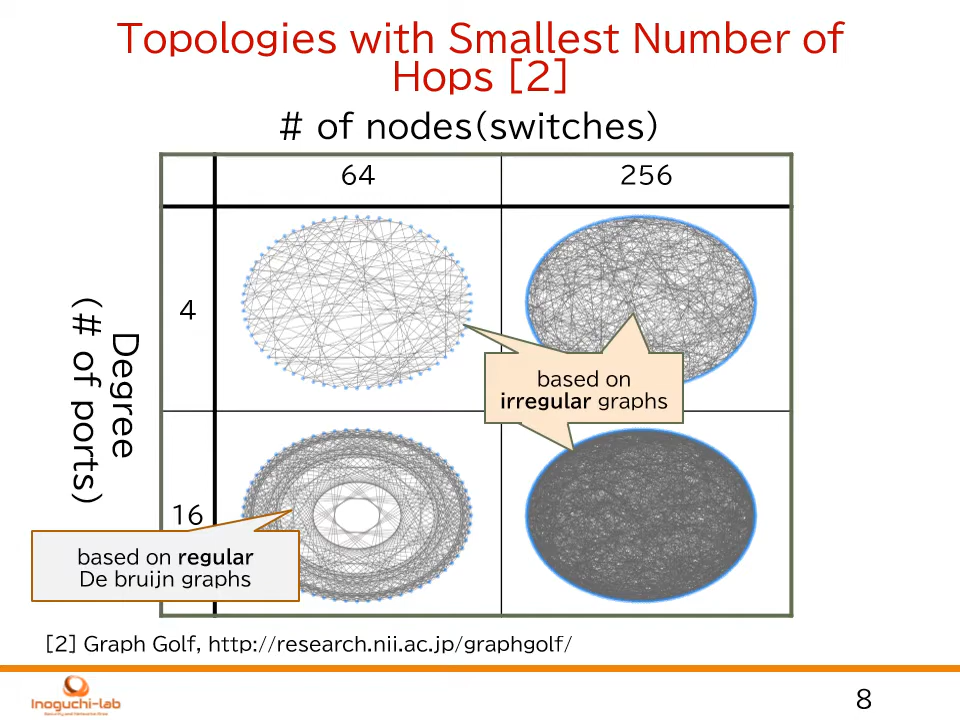 Topologies with Smallest Number of
Hops [2]
# of nodes(switches)
64
256
Degree
(# of ports)
4
16
based on
irregular graphs
based on regular
De bruijn graphs
[2] Graph Golf, http://research.nii.ac.jp/graphgolf/
Inoguchi-lab
8